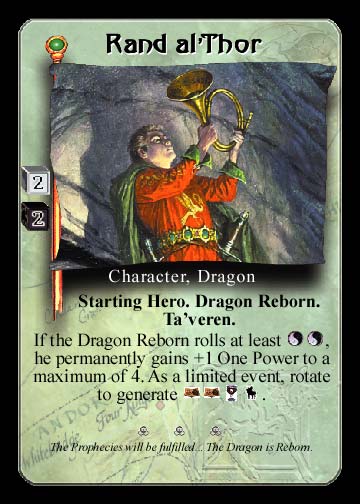 Rand al'Thor
2
2
Character, Dragon
Starting Hero. Dragon Reborn.
Ta'veren.
If the Dragon Reborn rolls at least ,
he permanently gains +1 One Power to a
maximum of 4. As a limited event, rotate
to generate .
ANDOR
Whitebridge
The Prophecies will be fulfilled... The Dragon is Reborn.